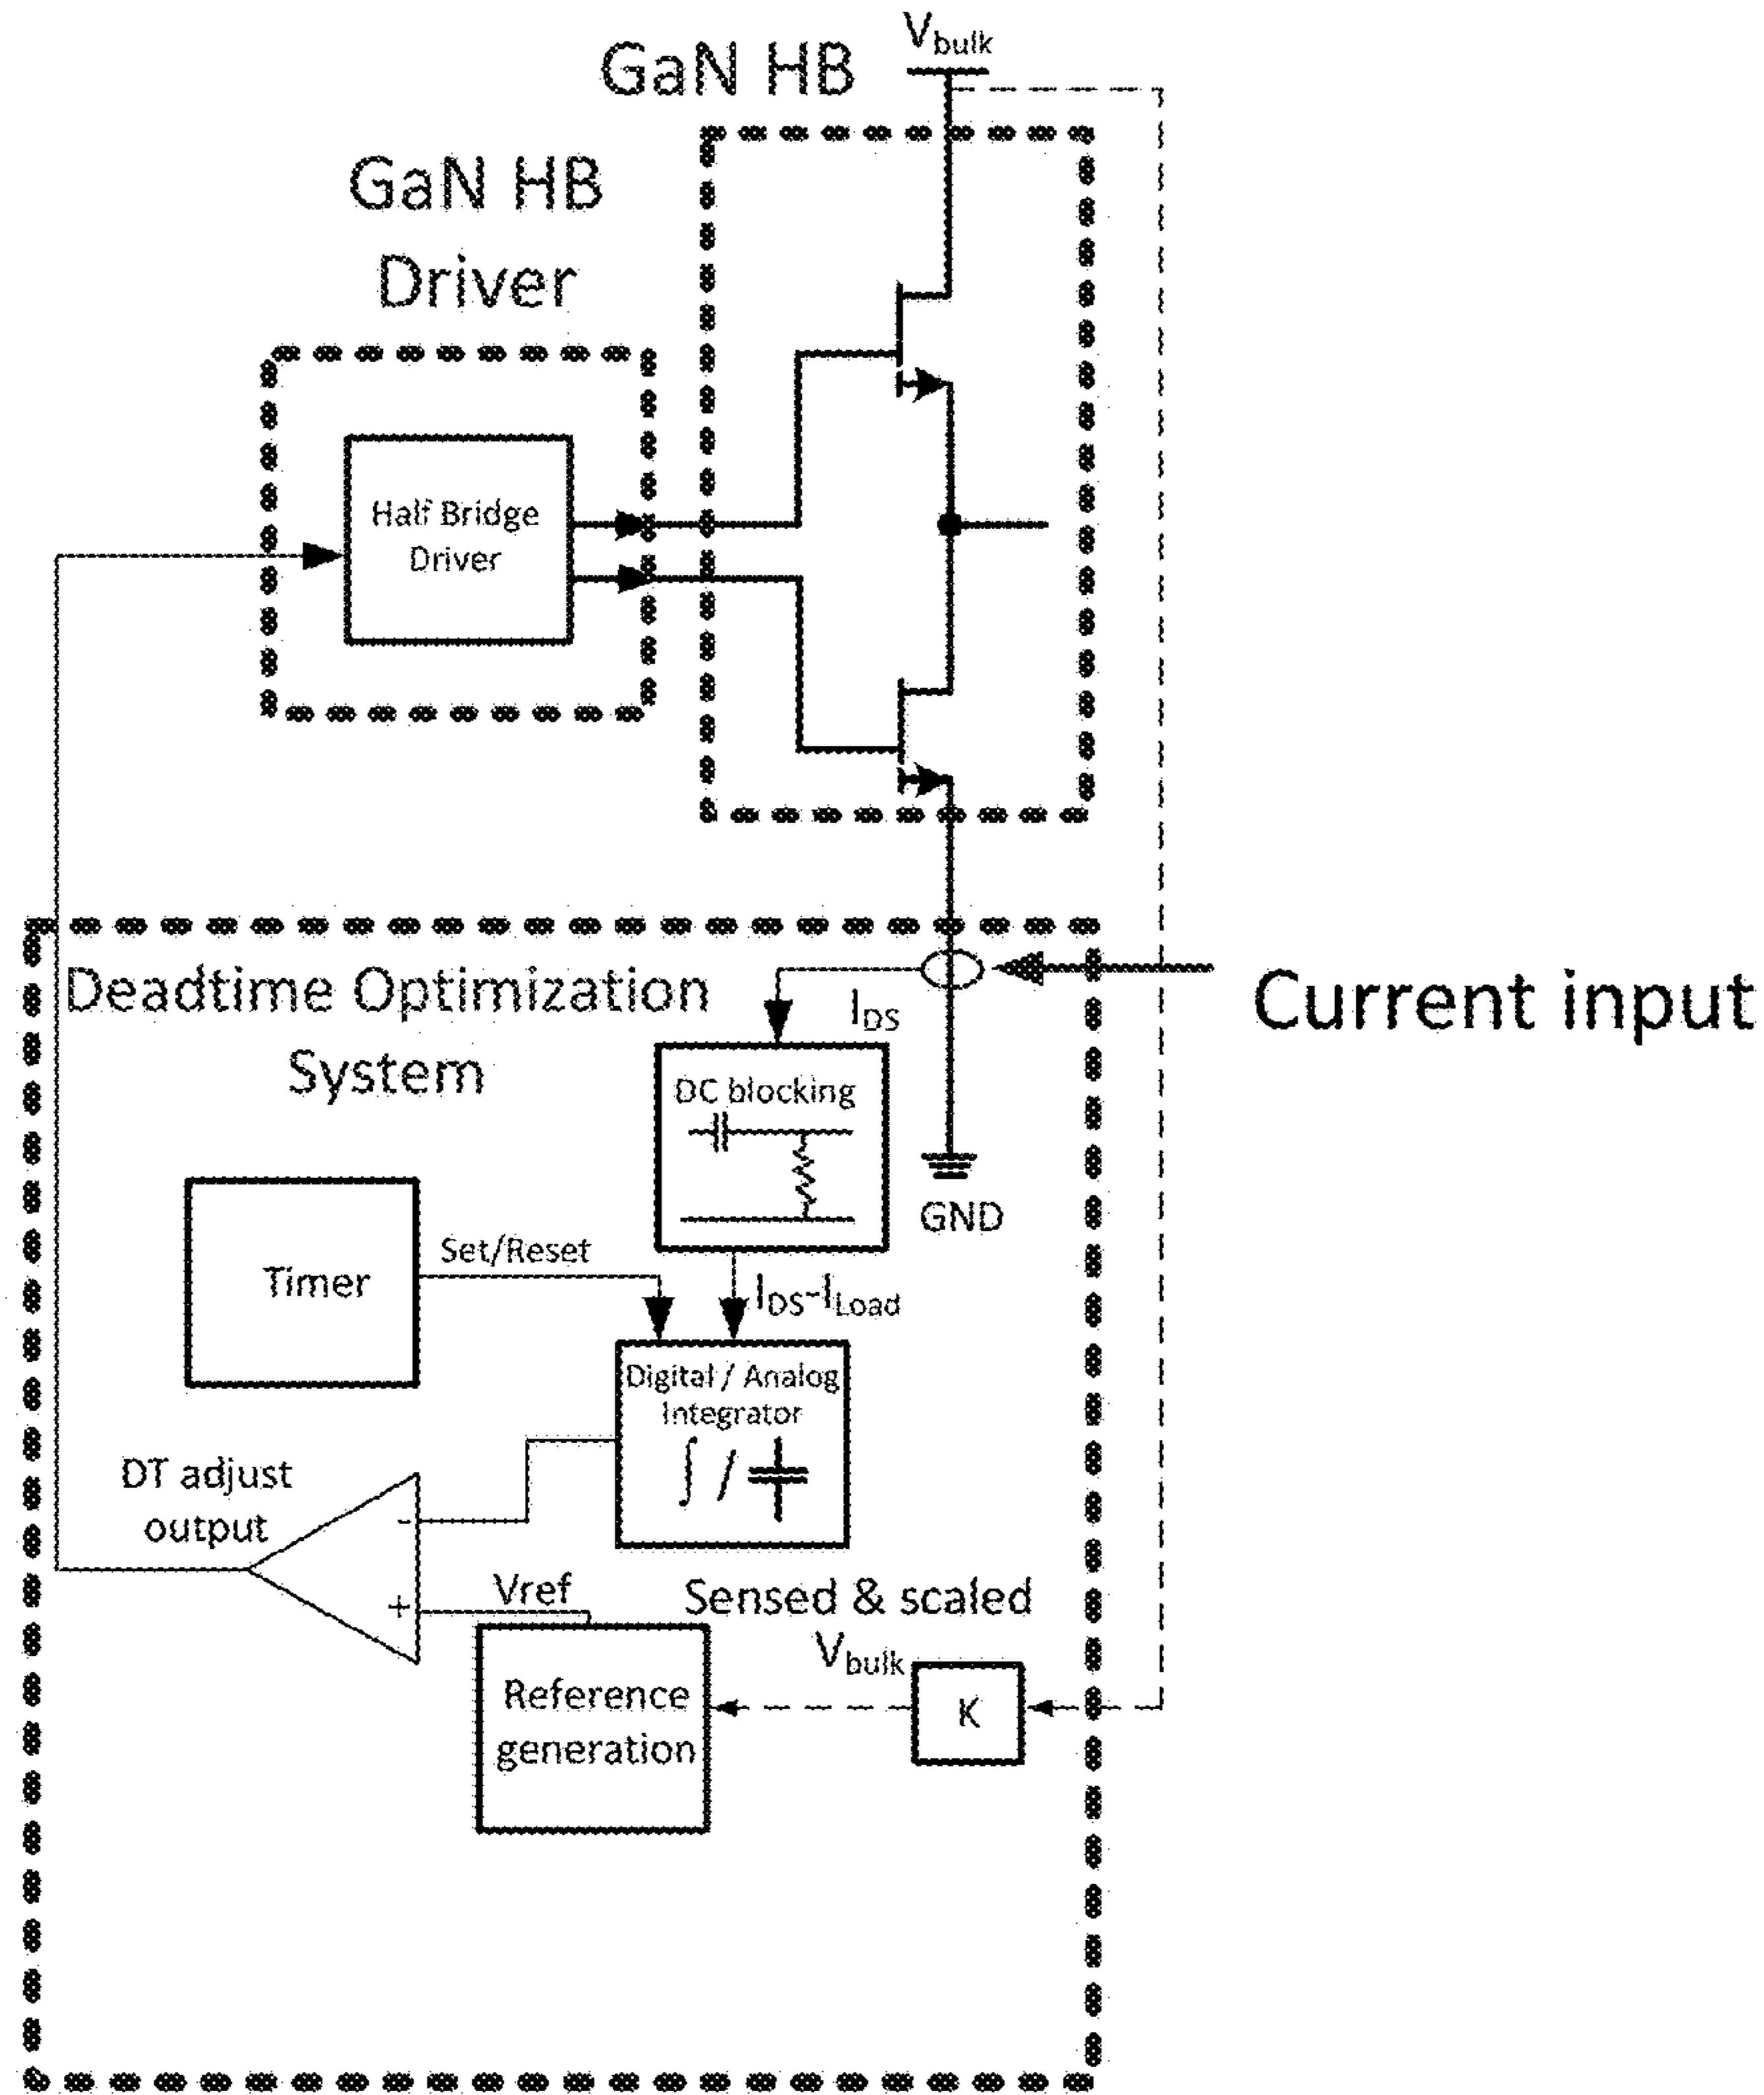 V_bulk
GaN HB
GaN HB
Driver
Half Bridge
Driver
Deadtime Optimization
System
Current input
I_DS
DC blocking
GND
Timer
Set/Reset
I_DS-I_Load
Digital / Analog
Integrator
∫ /
DT adjust
output
-
+
Vref
Sensed & scaled
V_bulk
Reference
generation
K